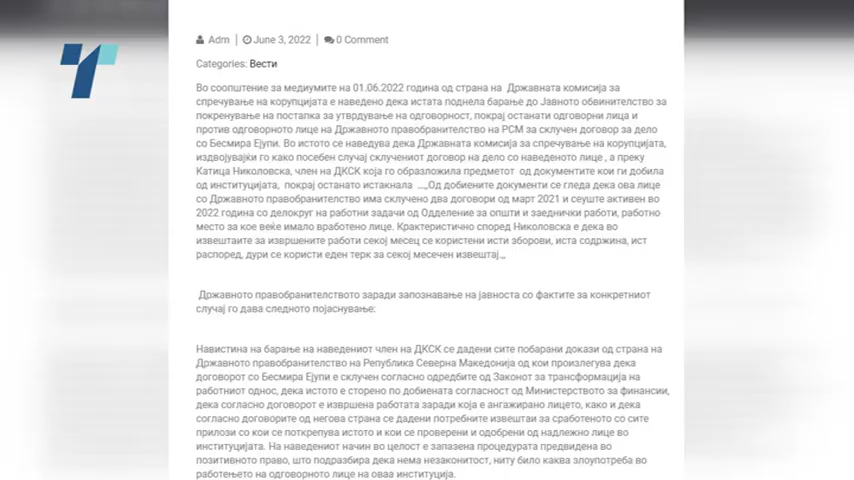 Adm | June 3, 2022 | 0 Comment
Categories: Вести
Во соопштение за медиумите на 01.06.2022 година од страна на Државната комисија за
спречување на корупцијата е наведено дека истата поднела барање до Јавното обвинителство за
покренување на постапка за утврдување на одговорност, покрај останати одговорни лица и
против одговорното лице на Државното правобранителство на РСМ за склучен договор за дело
со Бесмира Ејупи. Во истото се наведува дека Државната комисија за спречување на корупцијата,
издвојувајќи го како посебен случај склучениот договор на дело со наведеното лице , а преку
Катица Николовска, член на ДКСК која го образложила предметот од документите кои ги добила
од институцијата, покрај останато истакнала ...„Од добиените документи се гледа дека ова лице
со Државното правобранителство има склучено два договори од март 2021 и сеуште активен во
2022 година со делокруг на работни задачи од Одделение за општи и заеднички работи, работно
место за кое веќе имало вработено лице. Крактеристично според Николовска е дека во
извештаите за извршените работи секој месец се користени исти зборови, иста содржина, ист
распоред, дури се користи еден терк за секој месечен извештај.„
Државното правобранителството заради запознавање на јавноста со фактите за конкретниот
случај го дава следното појаснување:
Навистина на барање на наведениот член на ДКСК се дадени сите побарани докази од страна на
Државното правобранителство на Република Северна Македонија од кои произлегува дека
договорот со Бесмира Ејупи е склучен согласно одредбите од Законот за трансформација на
работниот однос, дека истото е сторено по добиената согласност од Министерството за финансии,
дека согласно договорот е извршена работата заради која е ангажирано лицето, како и дека
согласно договорите од негова страна се дадени потребните извештаи за сработеното со сите
прилози со кои се поткрепува истото и кои се проверени и одобрени од надлежно лице во
институцијата. На наведениот начин во целост е запазена процедурата предвидена во
позитивното право, што подразбира дека нема незаконитост, ниту било каква злоупотреба во
работењето на одговорното лице на оваа институција.